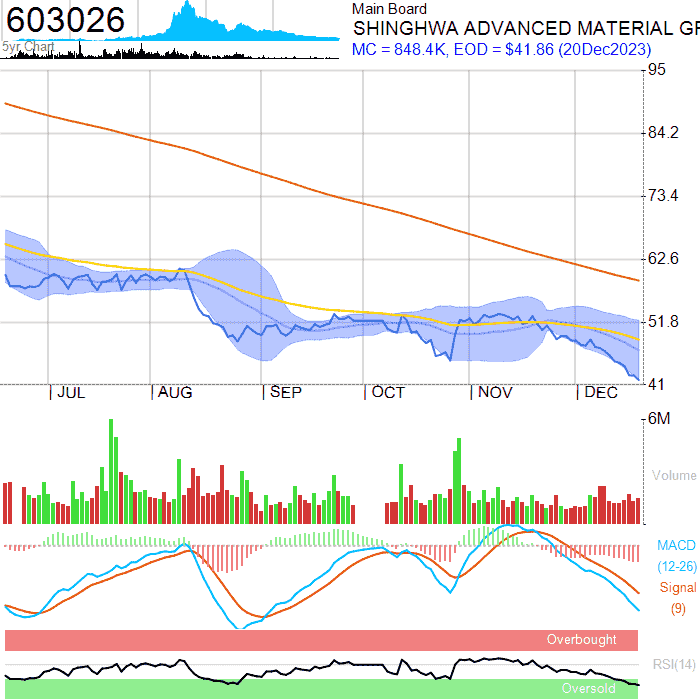 603026
5yr Chart
Main Board
SHINGHWA ADVANCED MATERIAL GR
MC = 848.4K, EOD = $41.86 (20Dec2023)
95
84.2
73.4
62.6
51.8
41
JUL AUG SEP OCT NOV DEC
6M
Volume
MACD
(12-26)
Signal
(9)
Overbought
RSI(14)
Oversold